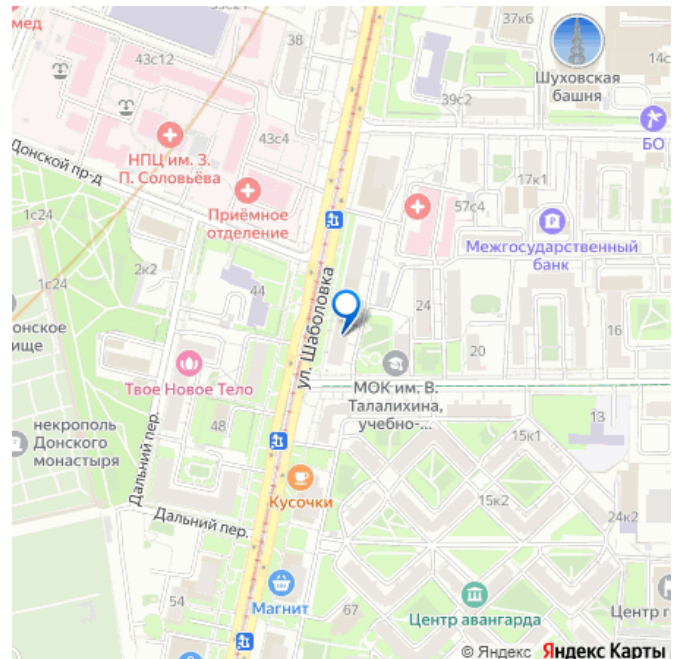 мед
53с21
38
37к6
43с12
Шуховская
башня
14с
39с2
43с4
БО
НПЦ им. З.
П. Соловьёва
Донской пр-д
Приёмное
отделение
17к1
57с4
1с24
Межгосударственный
банк
2к2
1с24
44
ул. Шаболовка
24
16
онское
ище
20
Твое Новое Тело
МОК им. В.
Талалихина,
учебно-...
13
некрополь
Донского
монастыря
48
15к1
Дальний пер.
Кусочки
15к2
24к2
Дальний пер.
54
Магнит
67
Центр авангарда
Центр г
© Яндекс Яндекс Карты